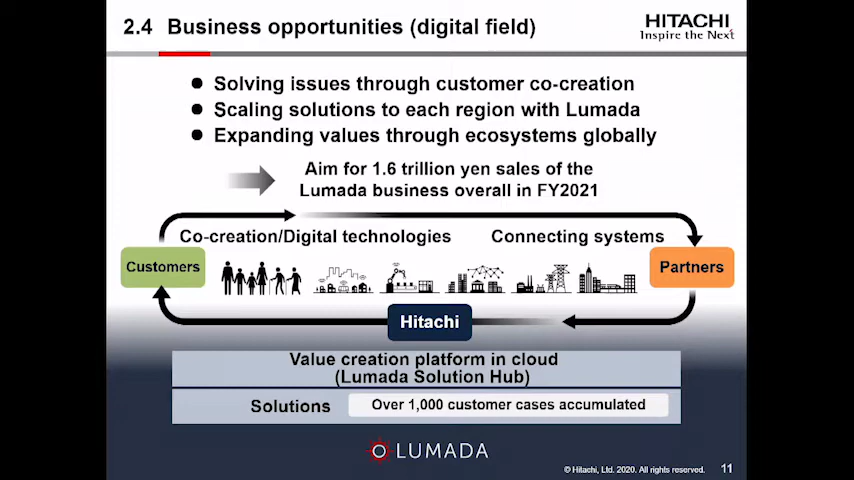 2.4 Business opportunities (digital field)
HITACHI
Inspire the Next
● Solving issues through customer co-creation
● Scaling solutions to each region with Lumada
● Expanding values through ecosystems globally
Aim for 1.6 trillion yen sales of the
Lumada business overall in FY2021
Co-creation/Digital technologies
Connecting systems
Customers
Partners
Hitachi
Value creation platform in cloud
(Lumada Solution Hub)
Solutions
Over 1,000 customer cases accumulated
LUMADA
© Hitachi, Ltd. 2020. All rights reserved.
11